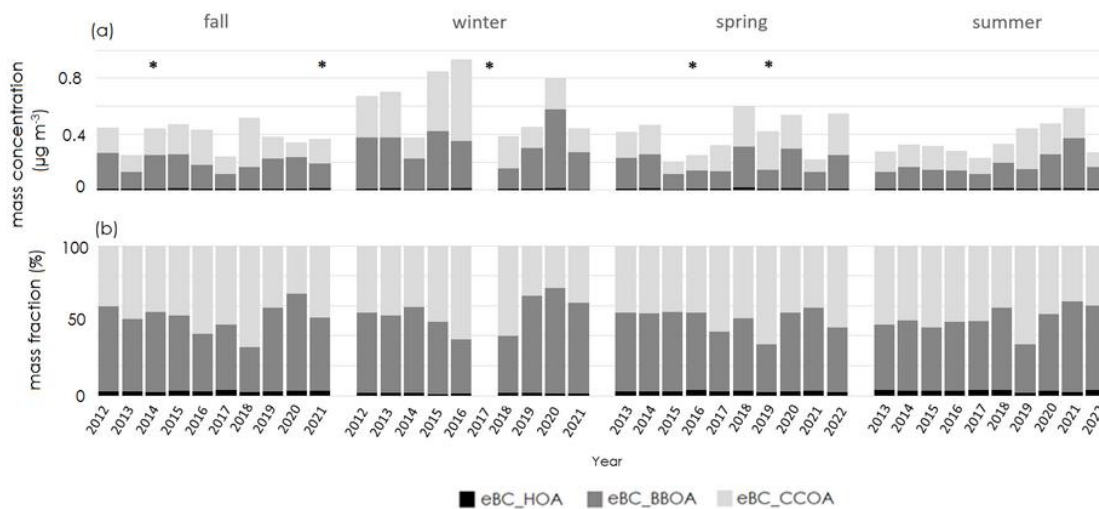 fall winter spring summer
(a)
* * * * *
mass concentration
(µg m⁻³)
0.8
0.4
0
(b)
mass fraction (%)
100
50
0
2012 2013 2014 2015 2016 2017 2018 2019 2020 2021 2012 2013 2014 2015 2016 2017 2018 2019 2020 2021 2013 2014 2015 2016 2017 2018 2019 2020 2021 2022 2013 2014 2015 2016 2017 2018 2019 2020 2021 2022
Year
eBC_HOA eBC_BBOA eBC_CCOA